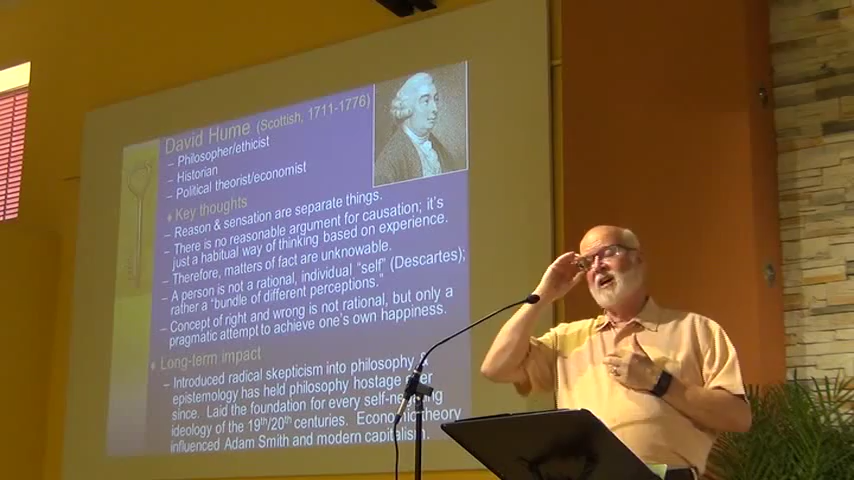 David Hume (Scottish, 1711-1776)
– Philosopher/ethicist
– Historian
– Political theorist/economist
♦ Key thoughts
– Reason & sensation are separate things.
– There is no reasonable argument for causation; it's
just a habitual way of thinking based on experience.
– Therefore, matters of fact are unknowable.
– A person is not a rational, individual "self" (Descartes);
rather a "bundle of different perceptions."
– Concept of right and wrong is not rational, but only a
pragmatic attempt to achieve one's own happiness.
♦ Long-term impact
– Introduced radical skepticism into philosophy
epistemology has held philosophy hostage ever
since. Laid the foundation for every
ideology of the 19th/20th centuries. Economic theory
influenced Adam Smith and modern capitalism.